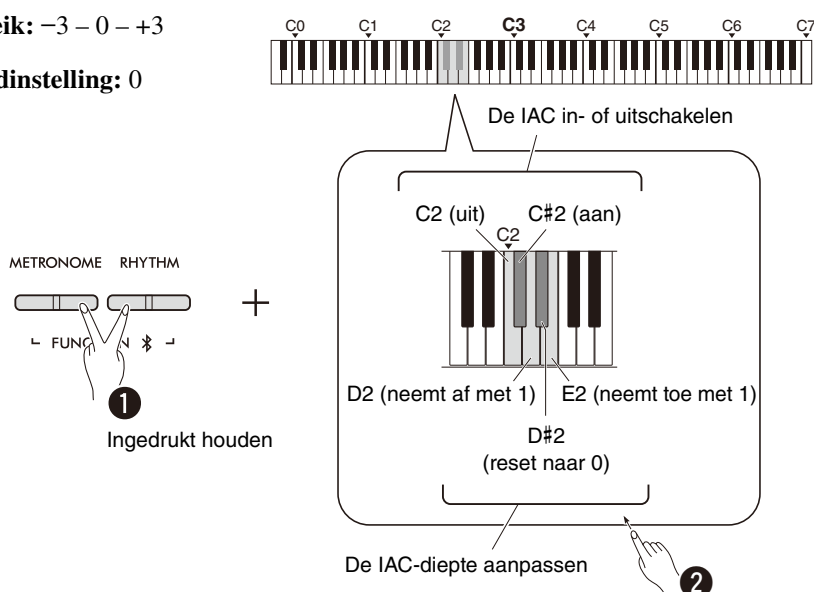 eik: −3 – 0 – +3
dinstelling: 0
C0 C1 C2 C3 C4 C5 C6 C7
De IAC in- of uitschakelen
C2 (uit) C#2 (aan)
C2
METRONOME RHYTHM
+
FUNC N
1
Ingedrukt houden
D2 (neemt af met 1) E2 (neemt toe met 1)
D#2
(reset naar 0)
De IAC-diepte aanpassen
2